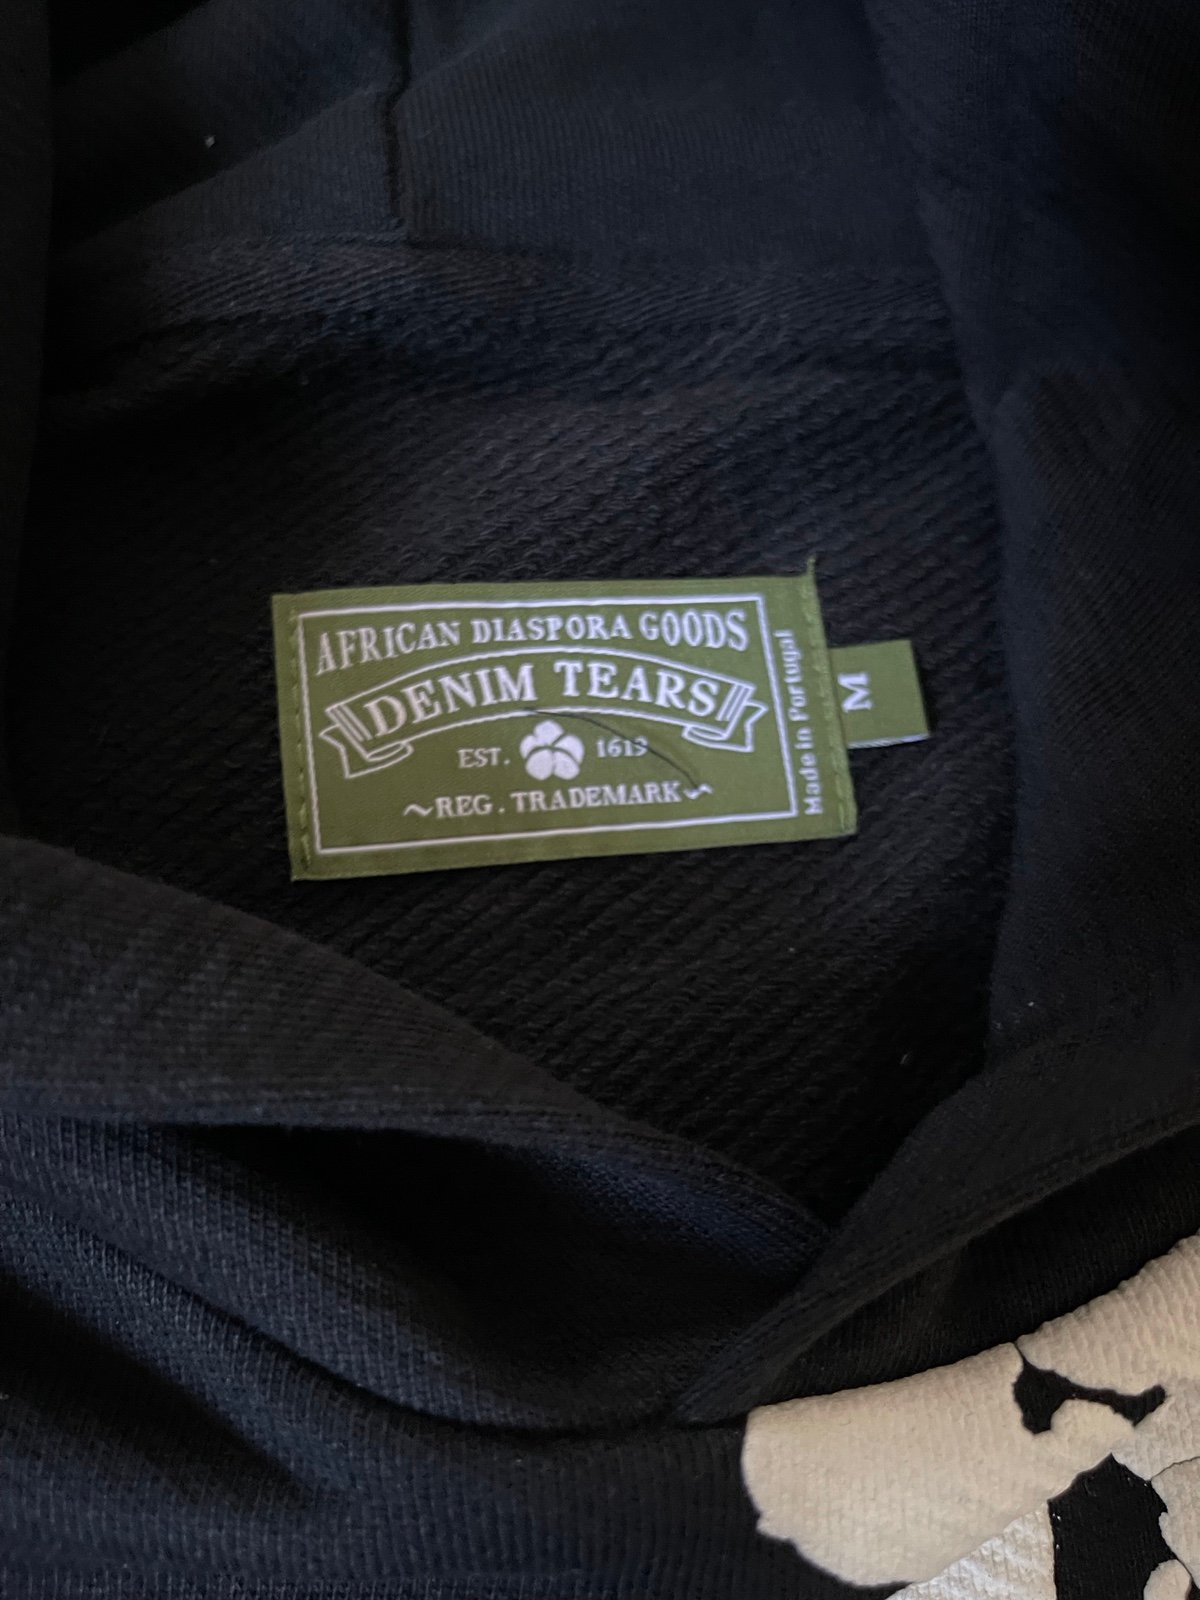 AFRICAN DIASPORA GOODS
DENIM TEARS
EST. 1619
~REG. TRADEMARK~
Made in Portugal
M